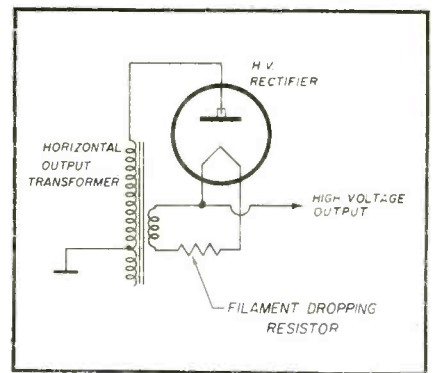 H.V.
RECTIFIER
HORIZONTAL
OUTPUT
TRANSFORMER
HIGH VOLTAGE
OUTPUT
FILAMENT DROPPING
RESISTOR